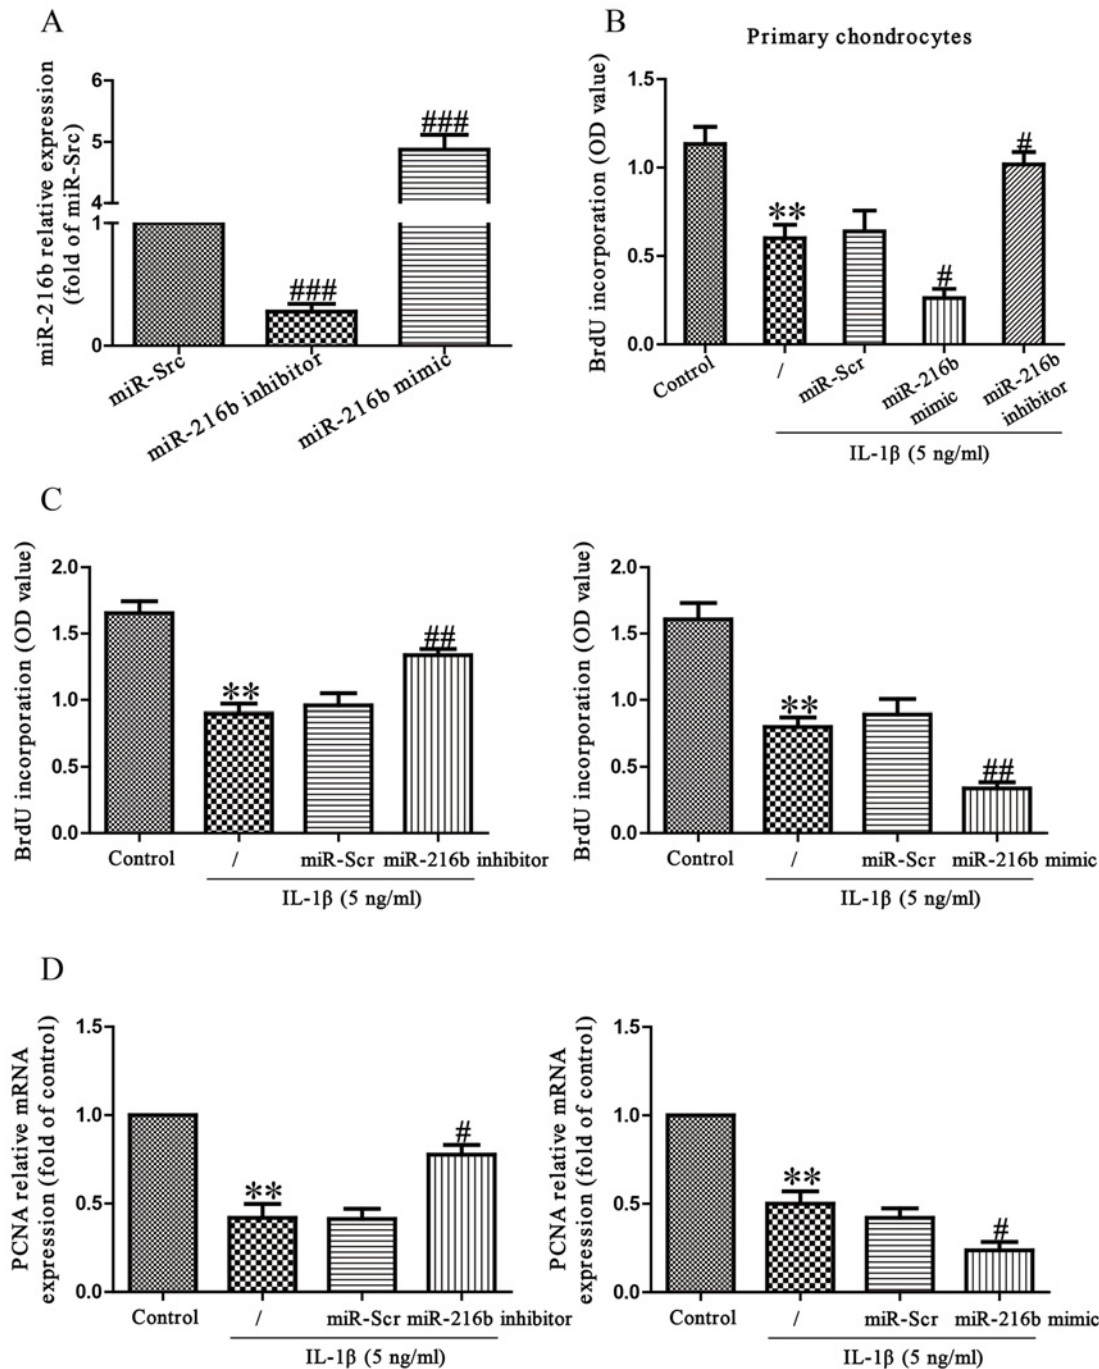 A
miR-216b relative expression
(fold of miR-Src)
6
5
4
1
0
###
###
miR-Src
miR-216b inhibitor
miR-216b mimic
B
Primary chondrocytes
BrdU incorporation (OD value)
1.5
1.0
0.5
0.0
**
#
#
Control
/
miR-Scr
miR-216b
mimic
miR-216b
inhibitor
IL-1β (5 ng/ml)
C
BrdU incorporation (OD value)
2.0
1.5
1.0
0.5
0.0
**
##
Control
/
miR-Scr
miR-216b inhibitor
IL-1β (5 ng/ml)
BrdU incorporation (OD value)
2.0
1.5
1.0
0.5
0.0
**
##
Control
/
miR-Scr
miR-216b mimic
IL-1β (5 ng/ml)
D
PCNA relative mRNA
expression (fold of control)
1.5
1.0
0.5
0.0
**
#
Control
/
miR-Scr
miR-216b inhibitor
IL-1β (5 ng/ml)
PCNA relative mRNA
expression (fold of control)
1.5
1.0
0.5
0.0
**
#
Control
/
miR-Scr
miR-216b mimic
IL-1β (5 ng/ml)